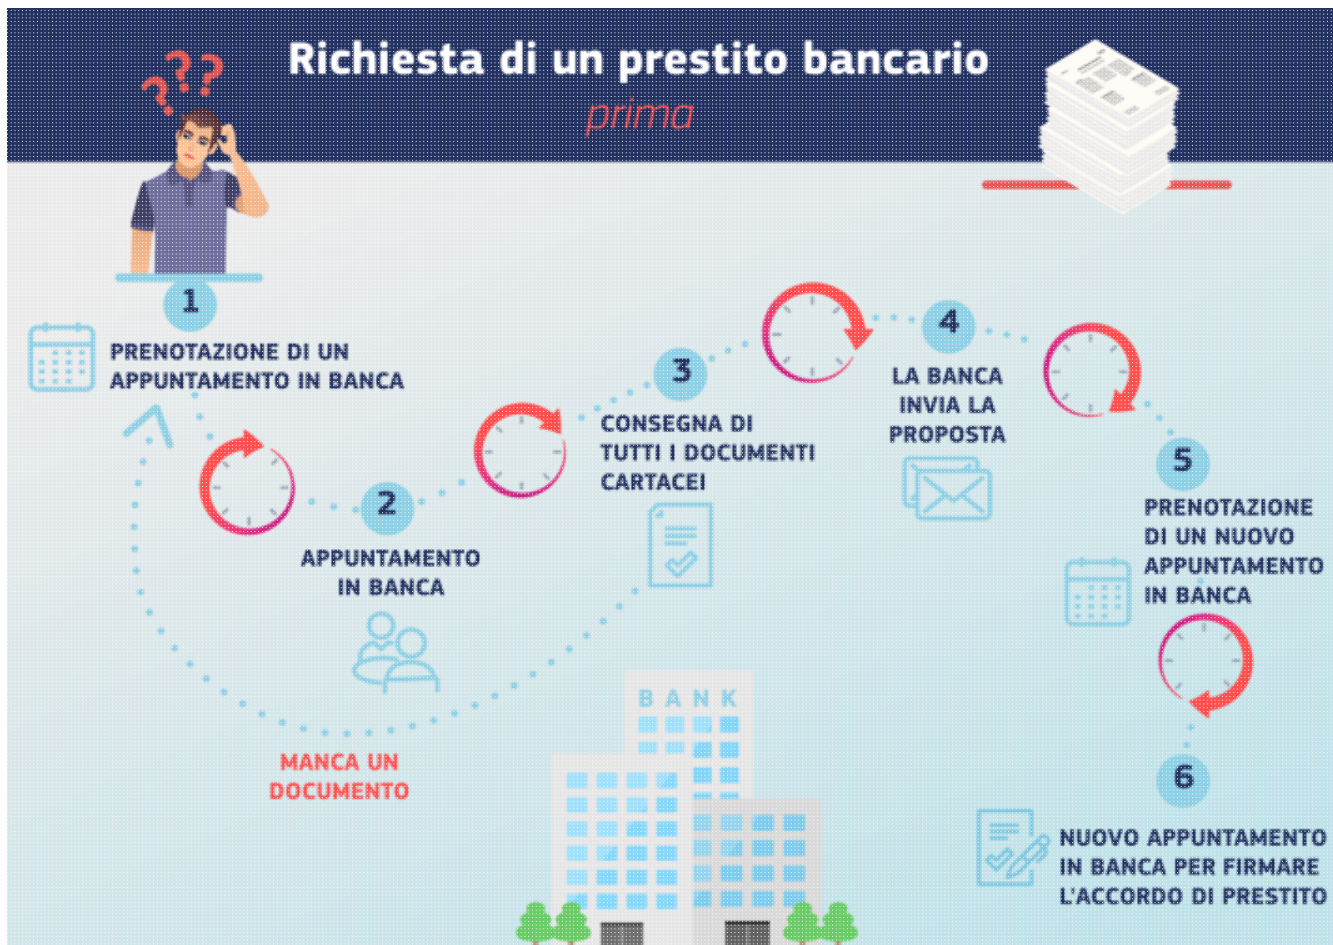 Richiesta di un prestito bancario
prima
???
1
PRENOTAZIONE DI UN
APPUNTAMENTO IN BANCA
2
APPUNTAMENTO
IN BANCA
3
CONSEGNA DI
TUTTI I DOCUMENTI
CARTACEI
MANCA UN
DOCUMENTO
4
LA BANCA
INVIA LA
PROPOSTA
5
PRENOTAZIONE
DI UN NUOVO
APPUNTAMENTO
IN BANCA
6
NUOVO APPUNTAMENTO
IN BANCA PER FIRMARE
L'ACCORDO DI PRESTITO
BANK